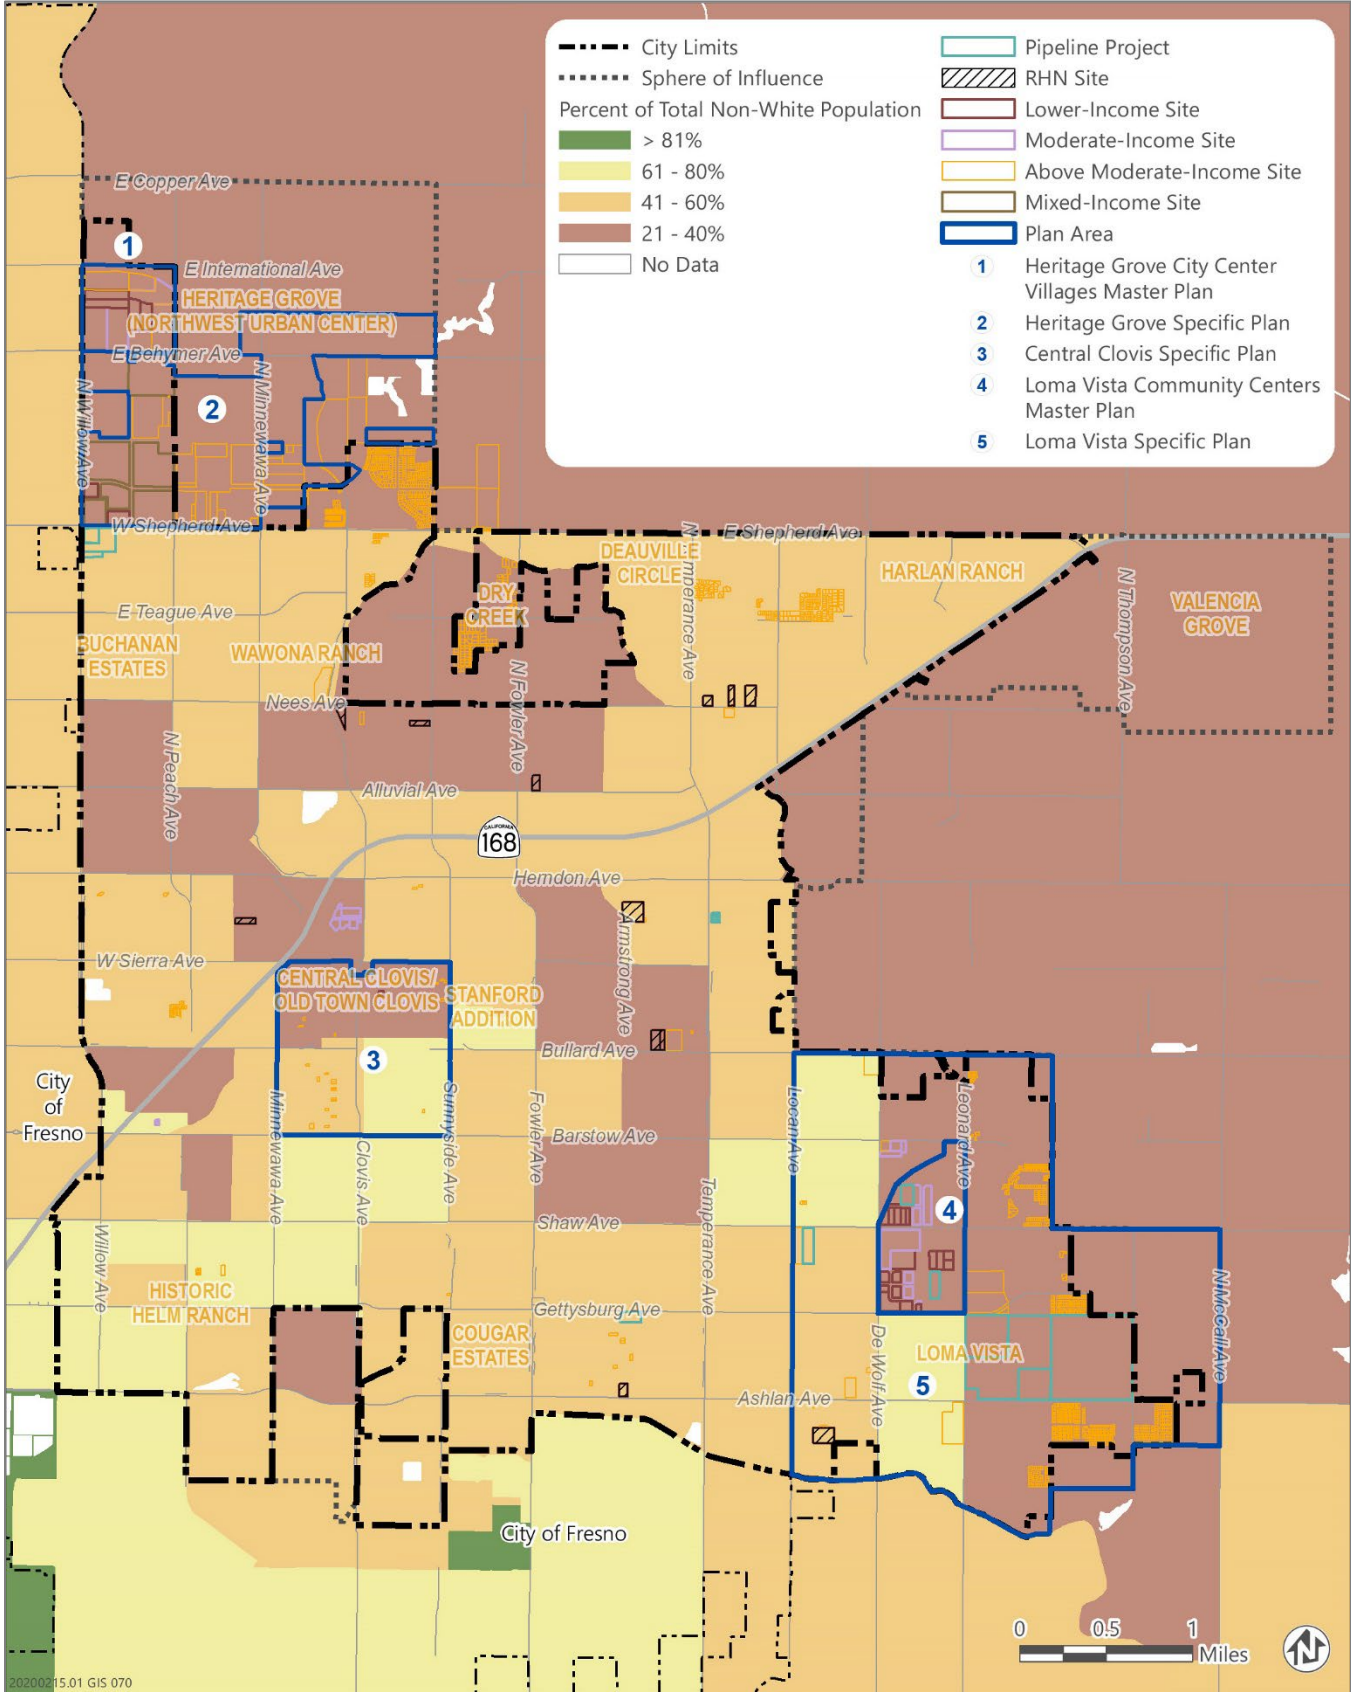 City Limits
Sphere of Influence
Percent of Total Non-White Population
> 81%
61 - 80%
41 - 60%
21 - 40%
No Data
Pipeline Project
RHN Site
Lower-Income Site
Moderate-Income Site
Above Moderate-Income Site
Mixed-Income Site
Plan Area
1 Heritage Grove City Center
Villages Master Plan
2 Heritage Grove Specific Plan
3 Central Clovis Specific Plan
4 Loma Vista Community Centers
Master Plan
5 Loma Vista Specific Plan
E Copper Ave
1
E International Ave
HERITAGE GROVE
(NORTHWEST URBAN CENTER)
E Behymer Ave
N Willow Ave
2
N Minnewawa Ave
W Shepherd Ave
E Shepherd Ave
N Temperance Ave
DEAUVILLE
CIRCLE
HARLAN RANCH
N Thompson Ave
VALENCIA
GROVE
DRY
CREEK
E Teague Ave
BUCHANAN
ESTATES
WAWONA RANCH
N Fowler Ave
Nees Ave
N Peach Ave
Alluvial Ave
CALIFORNIA
168
Herndon Ave
Armstrong Ave
W Sierra Ave
CENTRAL CLOVIS/
OLD TOWN CLOVIS
STANFORD
ADDITION
3
Bullard Ave
City
of
Fresno
Minnewawa Ave
Clovis Ave
Sunnyside Ave
Fowler Ave
Barstow Ave
Locan Ave
Leonard Ave
4
Temperance Ave
Shaw Ave
Willow Ave
HISTORIC
HELM RANCH
Gettysburg Ave
COUGAR
ESTATES
De Wolf Ave
LOMA VISTA
5
N McCall Ave
Ashlan Ave
City of Fresno
0 0.5 1
Miles
N
20200215.01 GIS 070